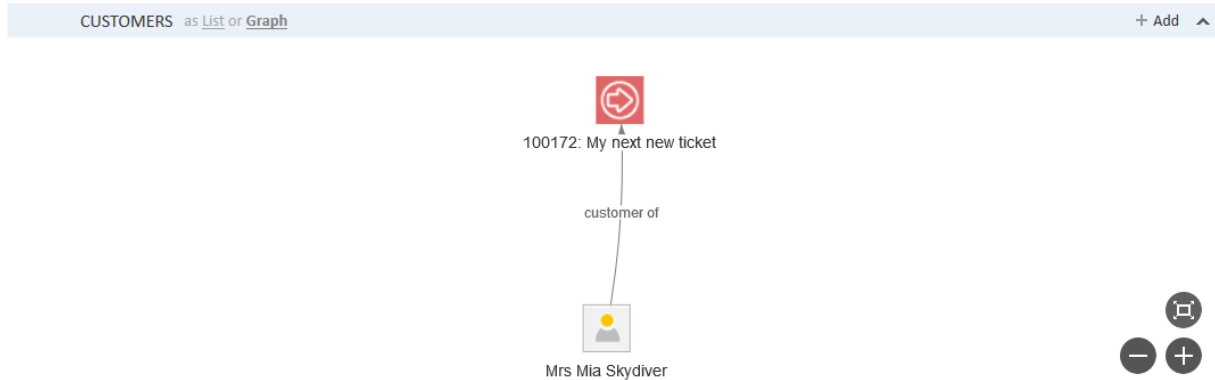 CUSTOMERS as List or Graph + Add
100172: My next new ticket
customer of
Mrs Mia Skydiver